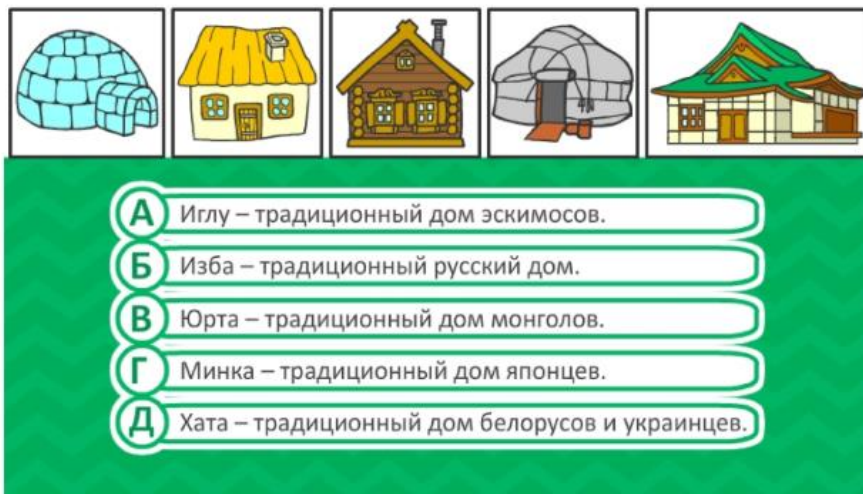 А Иглу – традиционный дом эскимосов.
Б Изба – традиционный русский дом.
В Юрта – традиционный дом монголов.
Г Минка – традиционный дом японцев.
Д Хата – традиционный дом белорусов и украинцев.